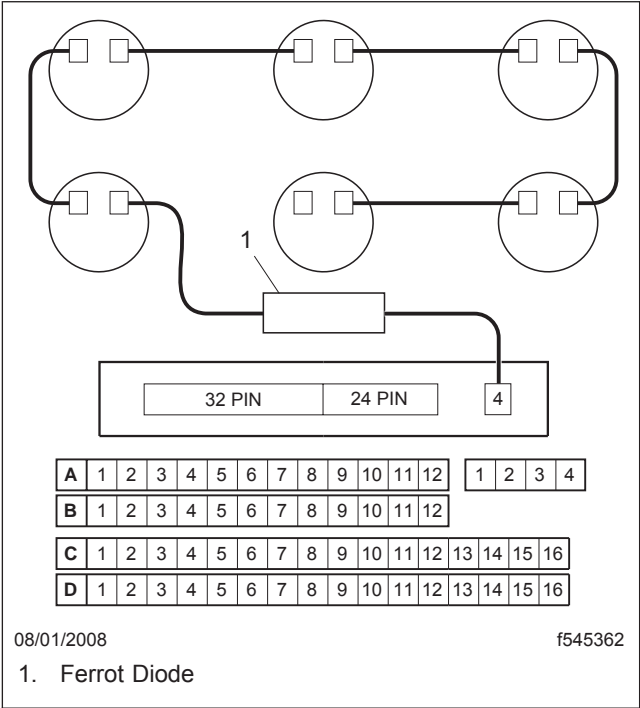 1
32 PIN 24 PIN 4
A 1 2 3 4 5 6 7 8 9 10 11 12 1 2 3 4
B 1 2 3 4 5 6 7 8 9 10 11 12
C 1 2 3 4 5 6 7 8 9 10 11 12 13 14 15 16
D 1 2 3 4 5 6 7 8 9 10 11 12 13 14 15 16
08/01/2008 f545362
1. Ferrot Diode